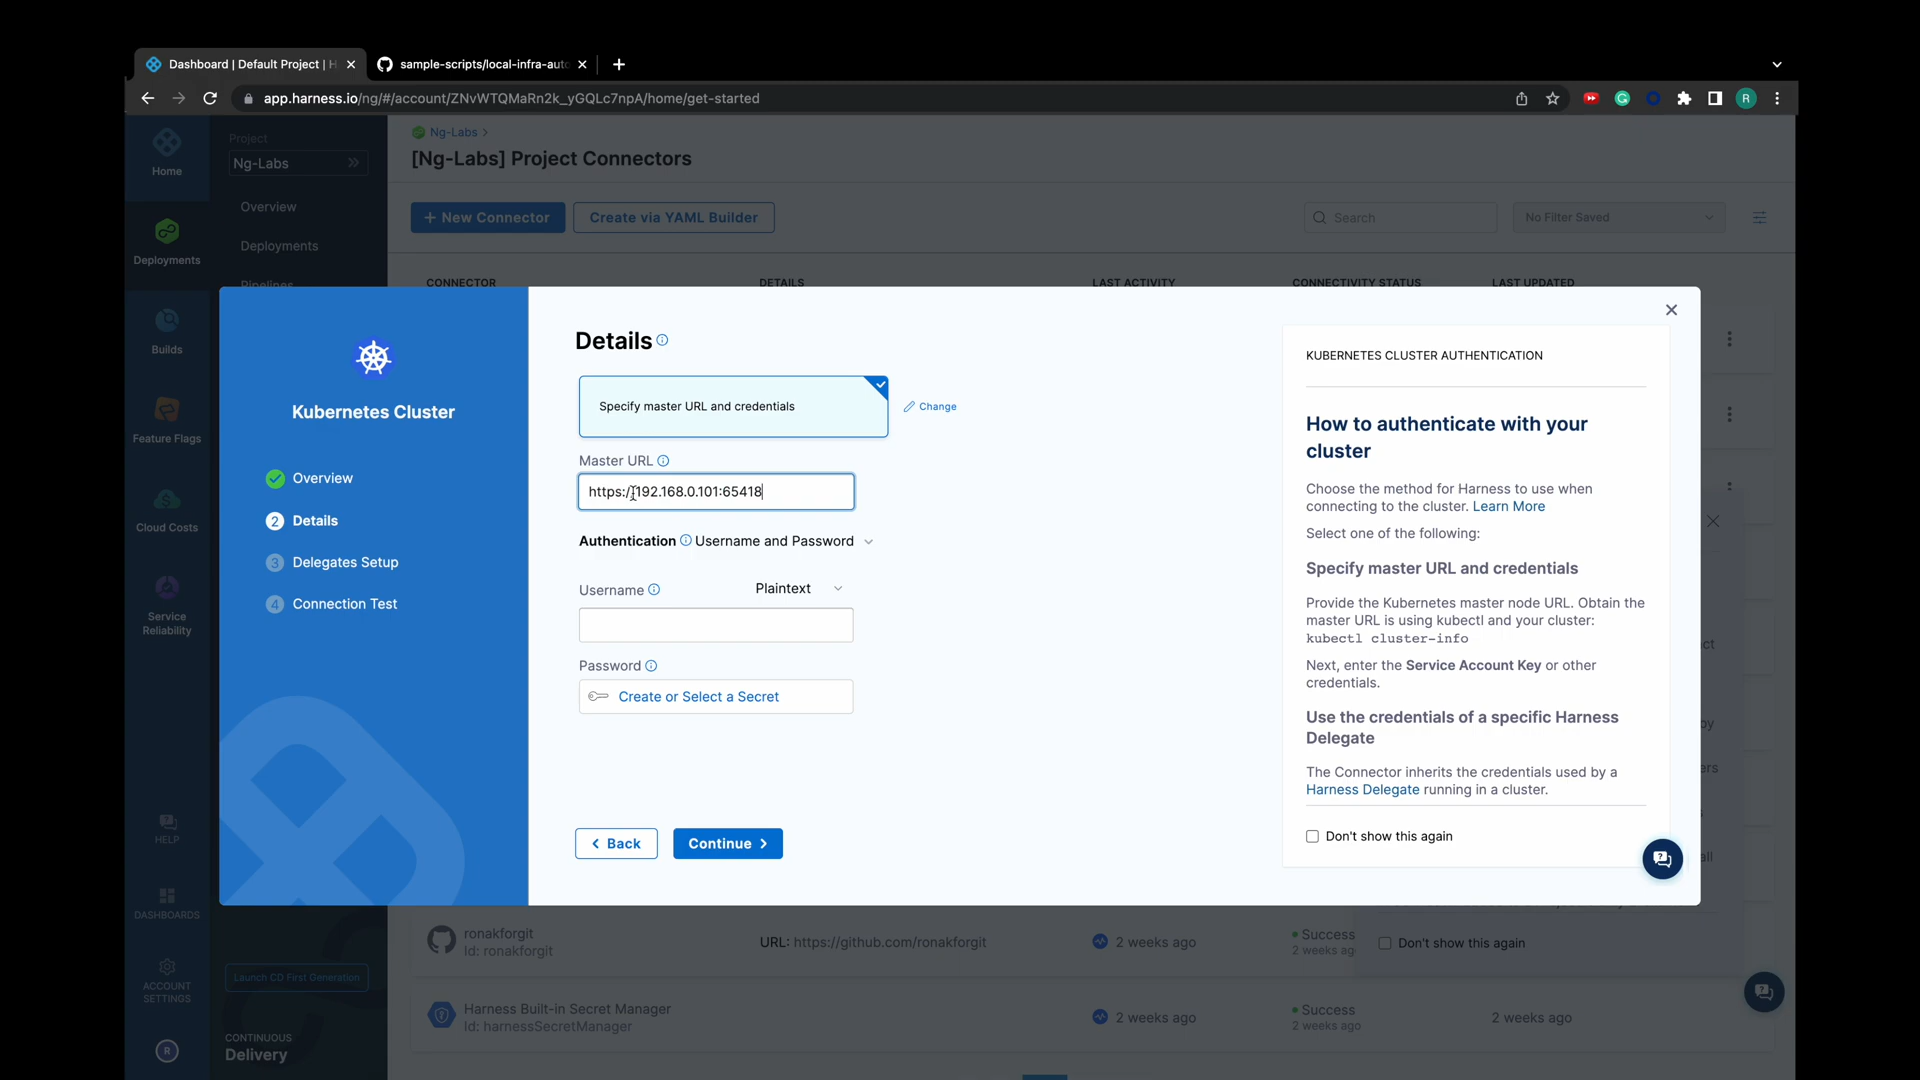 Dashboard | Default Project | H
sample-scripts/local-infra-auto
app.harness.io/ng/#/account/ZNvWTQMaRn2k_yGQLc7npA/home/get-started
R
Home
Deployments
Builds
Feature Flags
Cloud Costs
Service
Reliability
HELP
DASHBOARDS
ACCOUNT
SETTINGS
R
Project
Ng-Labs
Overview
Deployments
Pipelines
Launch CD First Generation
CONTINUOUS
Delivery
Ng-Labs >
[Ng-Labs] Project Connectors
+ New Connector
Create via YAML Builder
Search
No Filter Saved
CONNECTOR DETAILS LAST ACTIVITY CONNECTIVITY STATUS LAST UPDATED
Kubernetes Cluster
Overview
2 Details
3 Delegates Setup
4 Connection Test
Details
Specify master URL and credentials
Change
Master URL
https://192.168.0.101:65418
Authentication Username and Password
Username Plaintext
Password
Create or Select a Secret
Back
Continue
KUBERNETES CLUSTER AUTHENTICATION
How to authenticate with your
cluster
Choose the method for Harness to use when
connecting to the cluster. Learn More
Select one of the following:
Specify master URL and credentials
Provide the Kubernetes master node URL. Obtain the
master URL is using kubectl and your cluster:
kubectl cluster-info
Next, enter the Service Account Key or other
credentials.
Use the credentials of a specific Harness
Delegate
The Connector inherits the credentials used by a
Harness Delegate running in a cluster.
Don't show this again
ronakforgit
Id: ronakforgit
URL: https://github.com/ronakforgit
2 weeks ago
Success
2 weeks ag
Don't show this again
Harness Built-in Secret Manager
Id: harnessSecretManager
2 weeks ago
Success
2 weeks ago
2 weeks ago